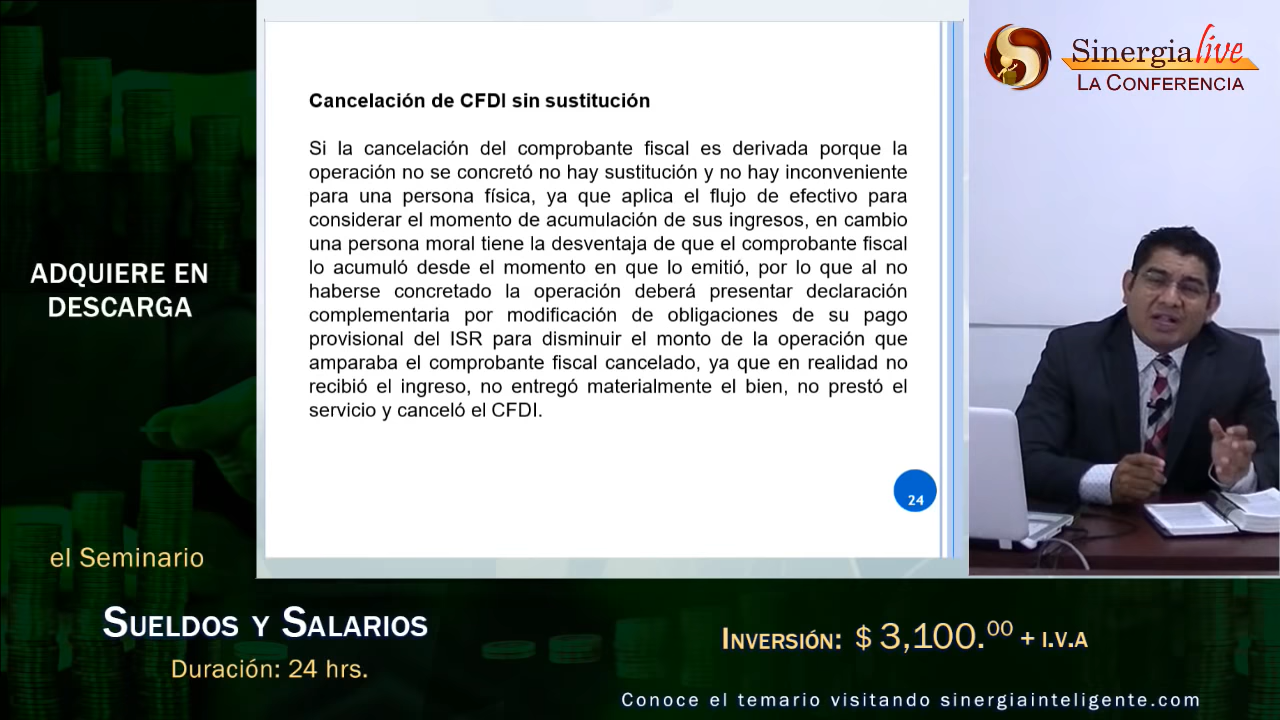 Sinergia live
LA CONFERENCIA
Cancelación de CFDI sin sustitución
Si la cancelación del comprobante fiscal es derivada porque la
operación no se concretó no hay sustitución y no hay inconveniente
para una persona física, ya que aplica el flujo de efectivo para
considerar el momento de acumulación de sus ingresos, en cambio
una persona moral tiene la desventaja de que el comprobante fiscal
lo acumuló desde el momento en que lo emitió, por lo que al no
haberse concretado la operación deberá presentar declaración
complementaria por modificación de obligaciones de su pago
provisional del ISR para disminuir el monto de la operación que
amparaba el comprobante fiscal cancelado, ya que en realidad no
recibió el ingreso, no entregó materialmente el bien, no prestó el
servicio y canceló el CFDI.
24
ADQUIERE EN
DESCARGA
el Seminario
SUELDOS Y SALARIOS
Duración: 24 hrs.
INVERSIÓN: $ 3,100.00 + I.V.A
Conoce el temario visitando sinergiainteligente.com